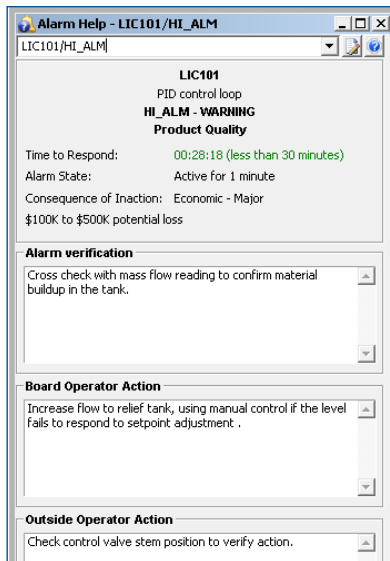 Alarm Help - LIC101/HI_ALM
LIC101/HI_ALM
LIC101
PID control loop
HI_ALM - WARNING
Product Quality
Time to Respond: 00:28:18 (less than 30 minutes)
Alarm State: Active for 1 minute
Consequence of Inaction: Economic - Major
$100K to $500K potential loss
Alarm verification
Cross check with mass flow reading to confirm material
buildup in the tank.
Board Operator Action
Increase flow to relief tank, using manual control if the level
fails to respond to setpoint adjustment .
Outside Operator Action
Check control valve stem position to verify action.